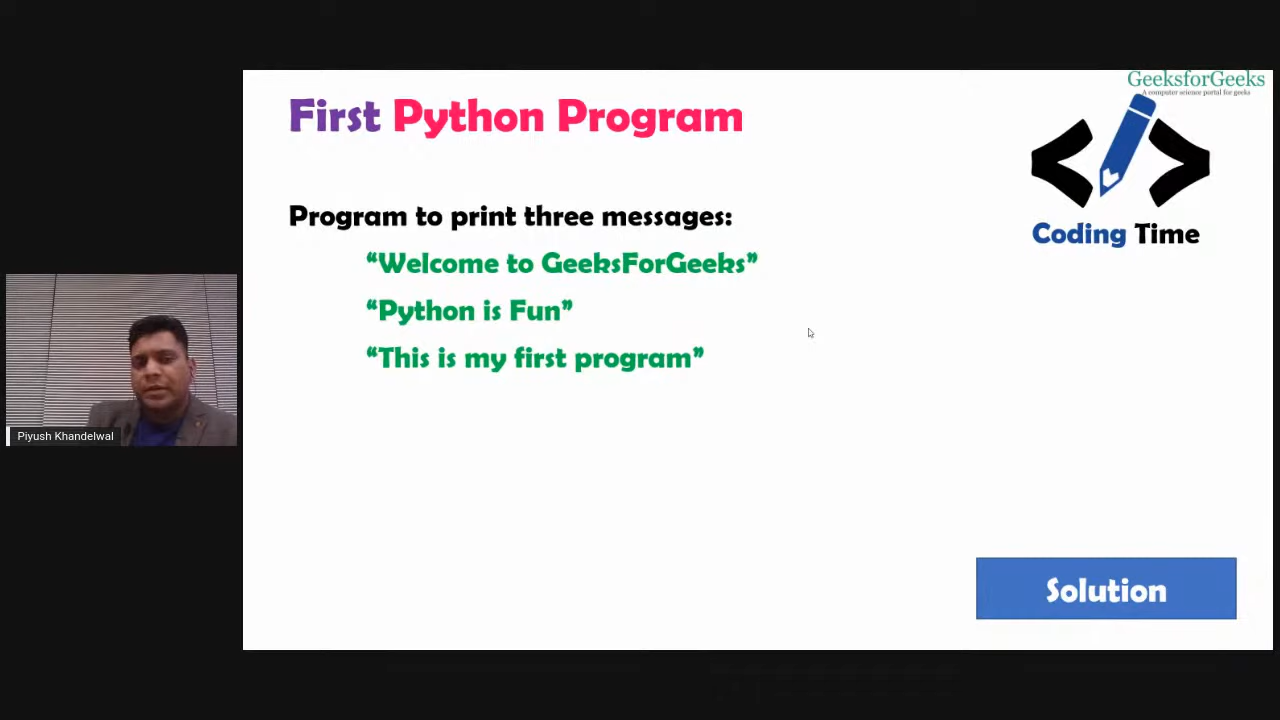 GeeksforGeeks
A computer science portal for geeks
First Python Program
Coding Time
Program to print three messages:
“Welcome to GeeksForGeeks”
“Python is Fun”
“This is my first program”
Piyush Khandelwal
Solution